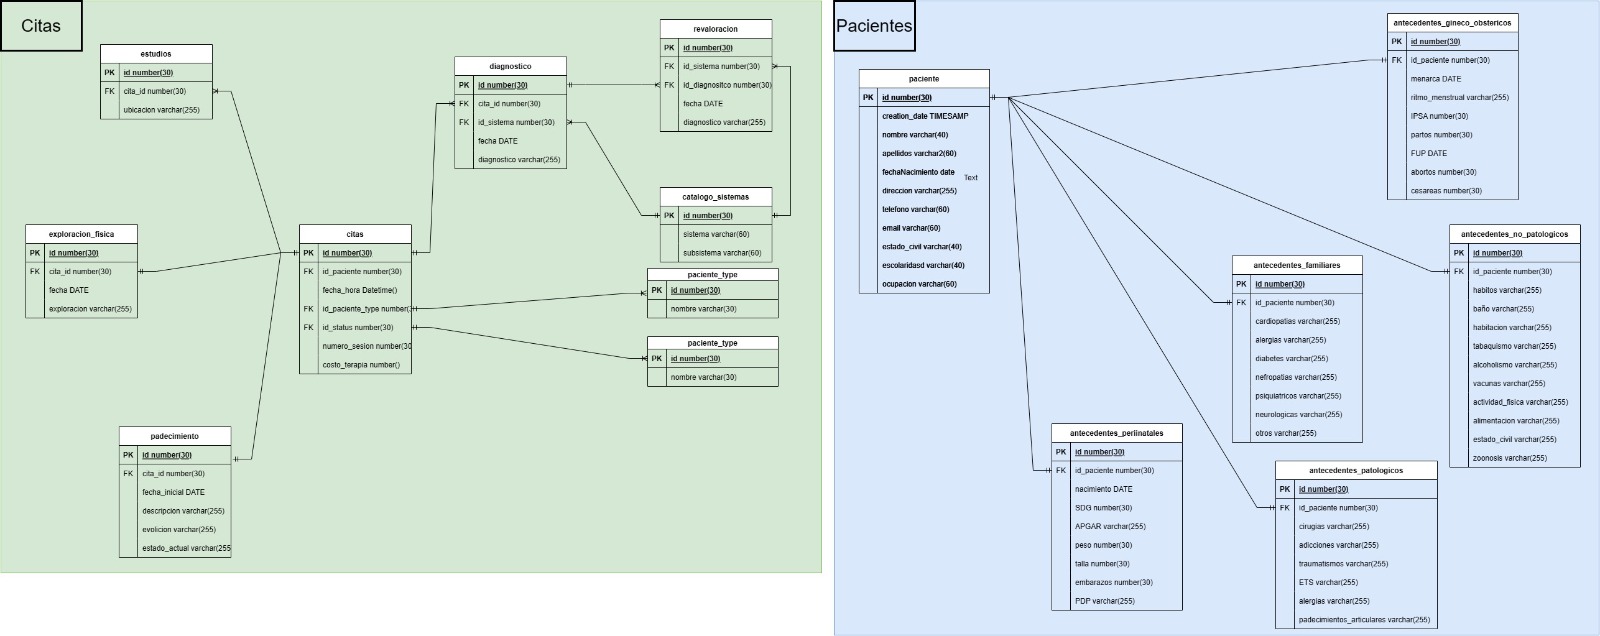 Citas
estudios
PK id number(30)
FK cita_id number(30)
ubicacion varchar(255)
exploracion_fisica
PK id number(30)
FK cita_id number(30)
fecha DATE
exploracion varchar(255)
padecimiento
PK id number(30)
FK cita_id number(30)
fecha_inicial DATE
descripcion varchar(255)
evolicion varchar(255)
estado_actual varchar(255
citas
PK id number(30)
FK id_paciente number(30)
fecha_hora Datetime()
FK id_paciente_type number(
FK id_status number(30)
numero_sesion number(30
costo_terapia number()
diagnostico
PK id number(30)
FK cita_id number(30)
FK id_sistema number(30)
fecha DATE
diagnostico varchar(255)
revaloracion
PK id number(30)
FK id_sistema number(30)
FK id_diagnositco number(30)
fecha DATE
diagnostico varchar(255)
catalogo_sistemas
PK id number(30)
sistema varchar(60)
subsistema varchar(60)
paciente_type
PK id number(30)
nombre varchar(30)
paciente_type
PK id number(30)
nombre varchar(30)
Pacientes
paciente
PK id number(30)
creation_date TIMESAMP
nombre varchar(40)
apellidos varchar2(60)
fechaNacimiento date
direccion varchar(255)
telefono varchar(60)
email varchar(60)
estado_civil varchar(40)
escolaridasd varchar(40)
ocupacion varchar(60)
Text
antecedentes_gineco_obstericos
PK id number(30)
FK id_paciente number(30)
menarca DATE
ritmo_menstrual varchar(255)
IPSA number(30)
partos number(30)
FUP DATE
abortos number(30)
cesareas number(30)
antecedentes_no_patologicos
PK id number(30)
FK id_paciente number(30)
habitos varchar(255)
baño varchar(255)
habitacion varchar(255)
tabaquismo varchar(255)
alcoholismo varchar(255)
vacunas varchar(255)
actividad_fisica varchar(255)
alimentacion varchar(255)
estado_civil varchar(255)
zoonosis varchar(255)
antecedentes_familiares
PK id number(30)
FK id_paciente number(30)
cardiopatias varchar(255)
alergias varchar(255)
diabetes varchar(255)
nefropatias varchar(255)
psiquiatricos varchar(255)
neurologicas varchar(255)
otros varchar(255)
antecedentes_perlinatales
PK id number(30)
FK id_paciente number(30)
nacimiento DATE
SDG number(30)
APGAR varchar(255)
peso number(30)
talla number(30)
embarazos number(30)
PDP varchar(255)
antecedentes_patologicos
PK id number(30)
FK id_paciente number(30)
cirugias varchar(255)
adicciones varchar(255)
traumatismos varchar(255)
ETS varchar(255)
alergias varchar(255)
padecimientos_articulares varchar(255)